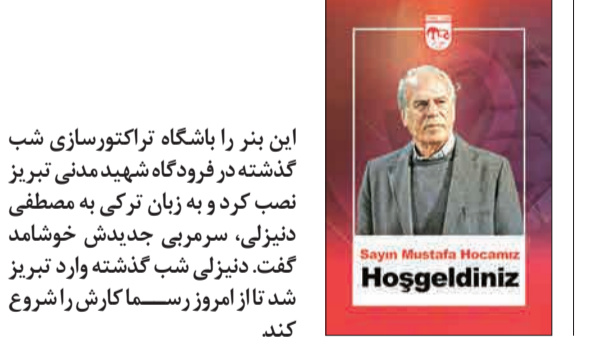 این بنر را باشگاه تراکتورسازی شب
گذشته در فرودگاه شهید مدنی تبریز
نصب کرد و به زبان ترکی به مصطفی
دنیزلی، سرمربی جدیدش خوشامد
گفت. دنیزلی شب گذشته وارد تبریز
شد تا از امروز رسـما کارش را شروع
کند.
Sayın Mustafa Hocamız
Hoşgeldiniz